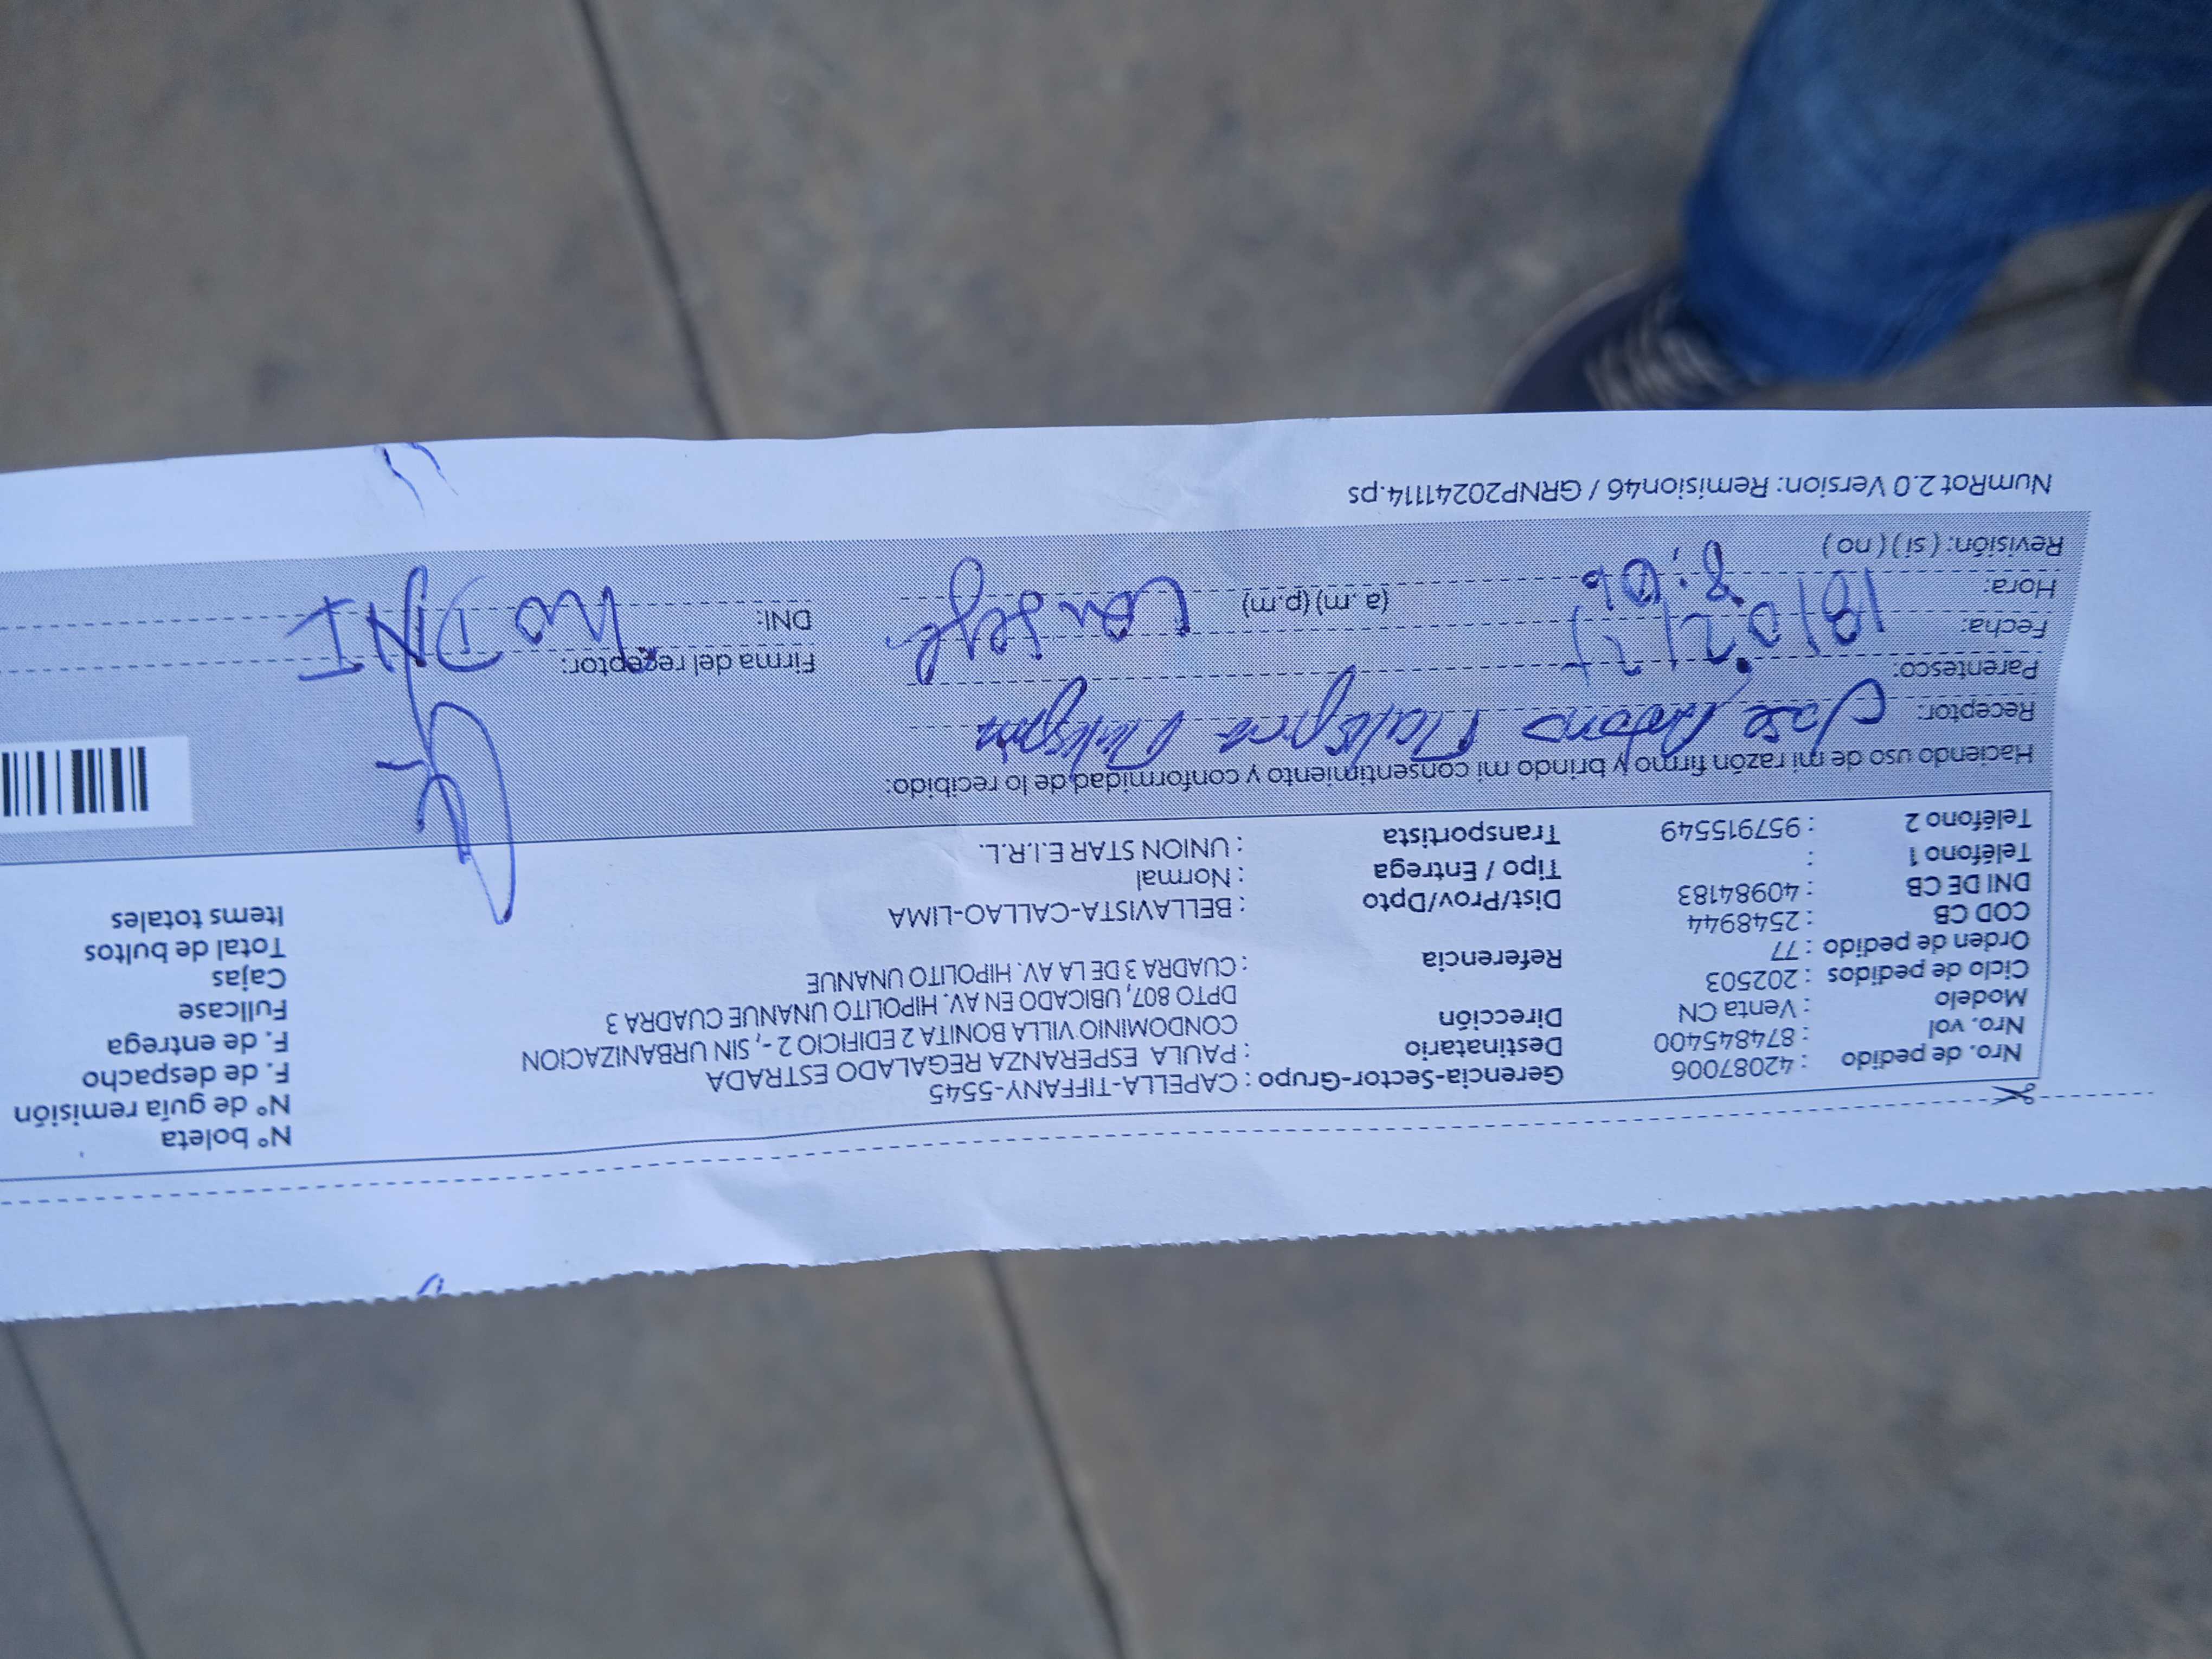 Nro. de pedido : 42087006
Nro. vol : 874845400
Modelo : Venta CN
Ciclo de pedidos : 202503
Orden de pedido : 77
COD CB : 2548944
DNI DE CB : 40984183
Teléfono 1 :
Teléfono 2 : 957915549
Gerencia-Sector-Grupo : CAPELLA-TIFFANY-5545
Destinatario : PAULA ESPERANZA REGALADO ESTRADA
Dirección CONDOMINIO VILLA BONITA 2 EDIFICIO 2 -, SIN URBANIZACION
DPTO 807, UBICADO EN AV. HIPOLITO UNANUE CUADRA 3
Referencia : CUADRA 3 DE LA AV. HIPOLITO UNANUE
Dist/Prov/Dpto : BELLAVISTA-CALLAO-LIMA
Tipo / Entrega : Normal
Transportista : UNION STAR E.I.R.L.
N° boleta
N° de guía remisión
F. de despacho
F. de entrega
Fullcase
Cajas
Total de bultos
Items totales
Haciendo uso de mi razón firmo y brindo mi consentimiento y conformidad de lo recibido:
Receptor: Jose
Parentesco:
Fecha: 18/02/25
Hora: 8:06 (a.m) (p.m)
Revisión: ( si ) ( no )
Firma del receptor:
DNI: no DNI
NumRot 2.0 Version: Remision46 / GRNP20241114.ps